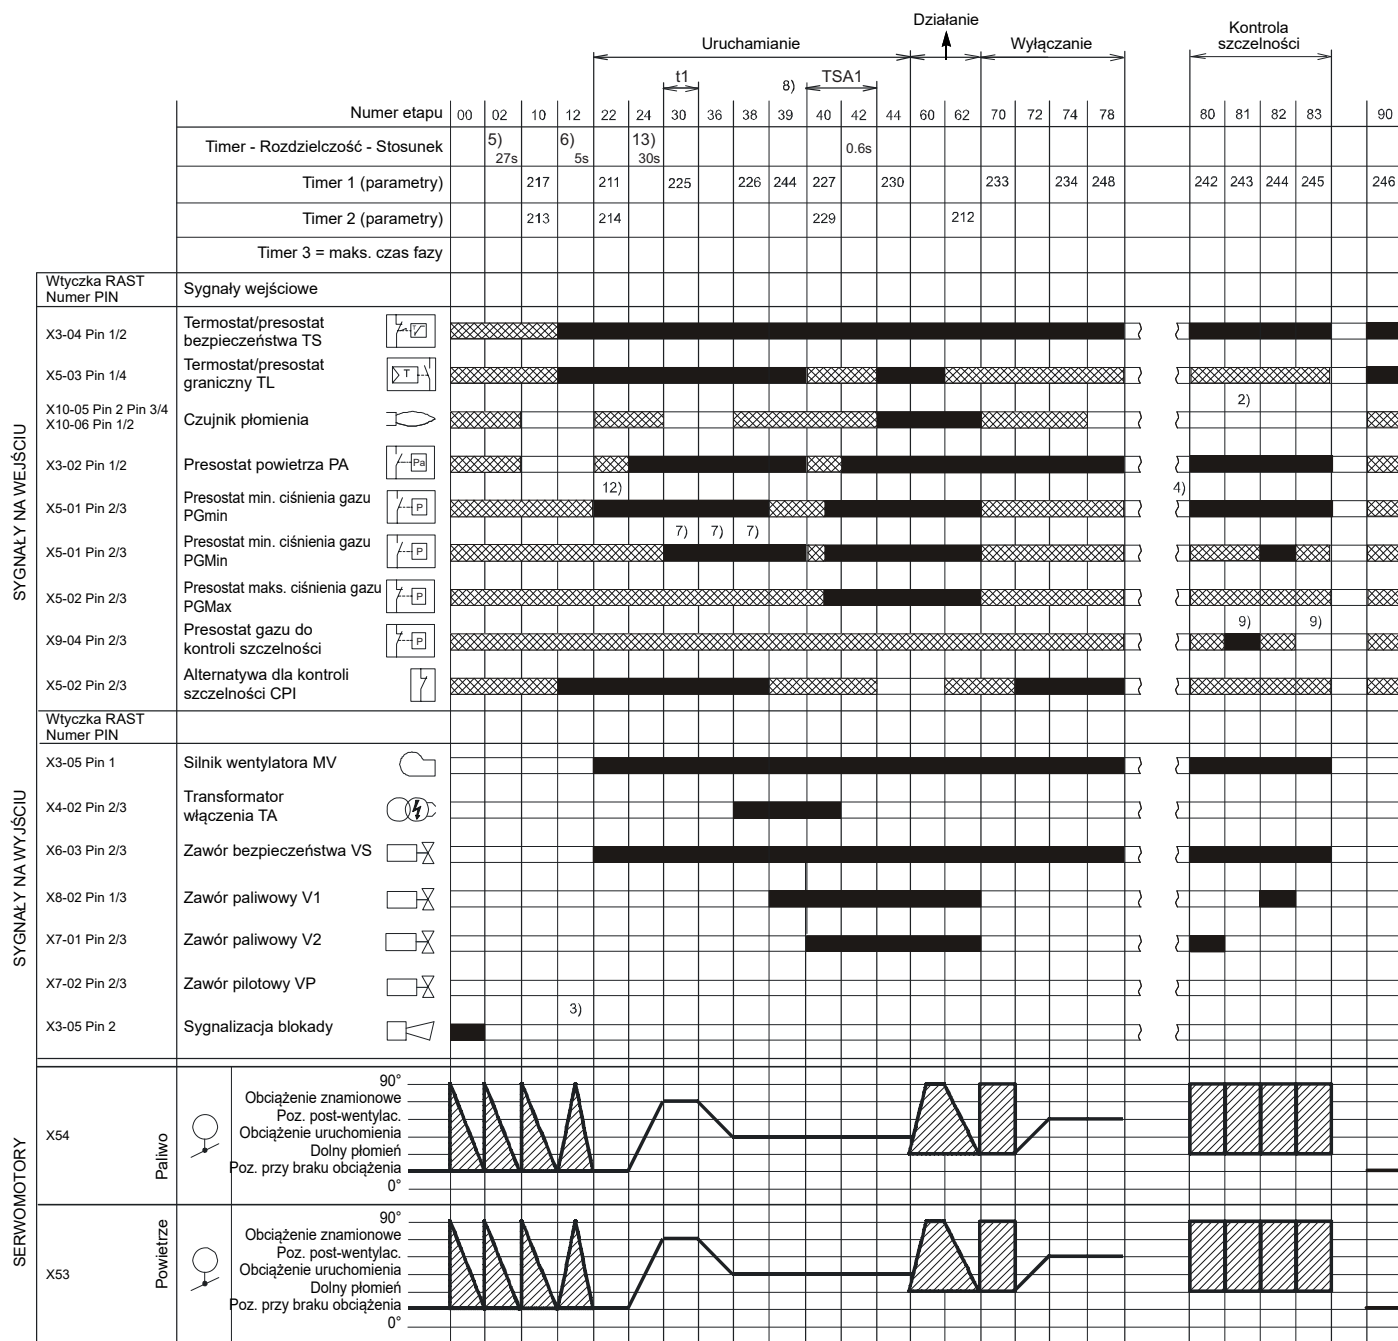 Działanie
Uruchamianie
Wyłączanie
Kontrola
szczelności
t1
8)
TSA1
Numer etapu 00 02 10 12 22 24 30 36 38 39 40 42 44 60 62 70 72 74 78 80 81 82 83 90
Timer - Rozdzielczość - Stosunek 5) 27s 6) 5s 13) 30s 0.6s
Timer 1 (parametry) 217 211 225 226 244 227 230 233 234 248 242 243 244 245 246
Timer 2 (parametry) 213 214 229 212
Timer 3 = maks. czas fazy
SYGNAŁY NA WEJŚCIU
Wtyczka RAST
Numer PIN
Sygnały wejściowe
X3-04 Pin 1/2
Termostat/presostat
bezpieczeństwa TS
X5-03 Pin 1/4
Termostat/presostat
graniczny TL
T
2)
X10-05 Pin 2 Pin 3/4
X10-06 Pin 1/2
Czujnik płomienia
X3-02 Pin 1/2
Presostat powietrza PA
Pa
12) 4)
X5-01 Pin 2/3
Presostat min. ciśnienia gazu
PGmin
P
7) 7) 7)
X5-01 Pin 2/3
Presostat min. ciśnienia gazu
PGMin
P
X5-02 Pin 2/3
Presostat maks. ciśnienia gazu
PGMax
P
9) 9)
X9-04 Pin 2/3
Presostat gazu do
kontroli szczelności
P
X5-02 Pin 2/3
Alternatywa dla kontroli
szczelności CPI
SYGNAŁY NA WYJŚCIU
Wtyczka RAST
Numer PIN
X3-05 Pin 1
Silnik wentylatora MV
X4-02 Pin 2/3
Transformator
włączenia TA
X6-03 Pin 2/3
Zawór bezpieczeństwa VS
X8-02 Pin 1/3
Zawór paliwowy V1
X7-01 Pin 2/3
Zawór paliwowy V2
X7-02 Pin 2/3
Zawór pilotowy VP
3)
X3-05 Pin 2
Sygnalizacja blokady
SERWOMOTORY
X54
Paliwo
90°
Obciążenie znamionowe
Poz. post-wentylac.
Obciążenie uruchomienia
Dolny płomień
Poz. przy braku obciążenia
0°
X53
Powietrze
90°
Obciążenie znamionowe
Poz. post-wentylac.
Obciążenie uruchomienia
Dolny płomień
Poz. przy braku obciążenia
0°